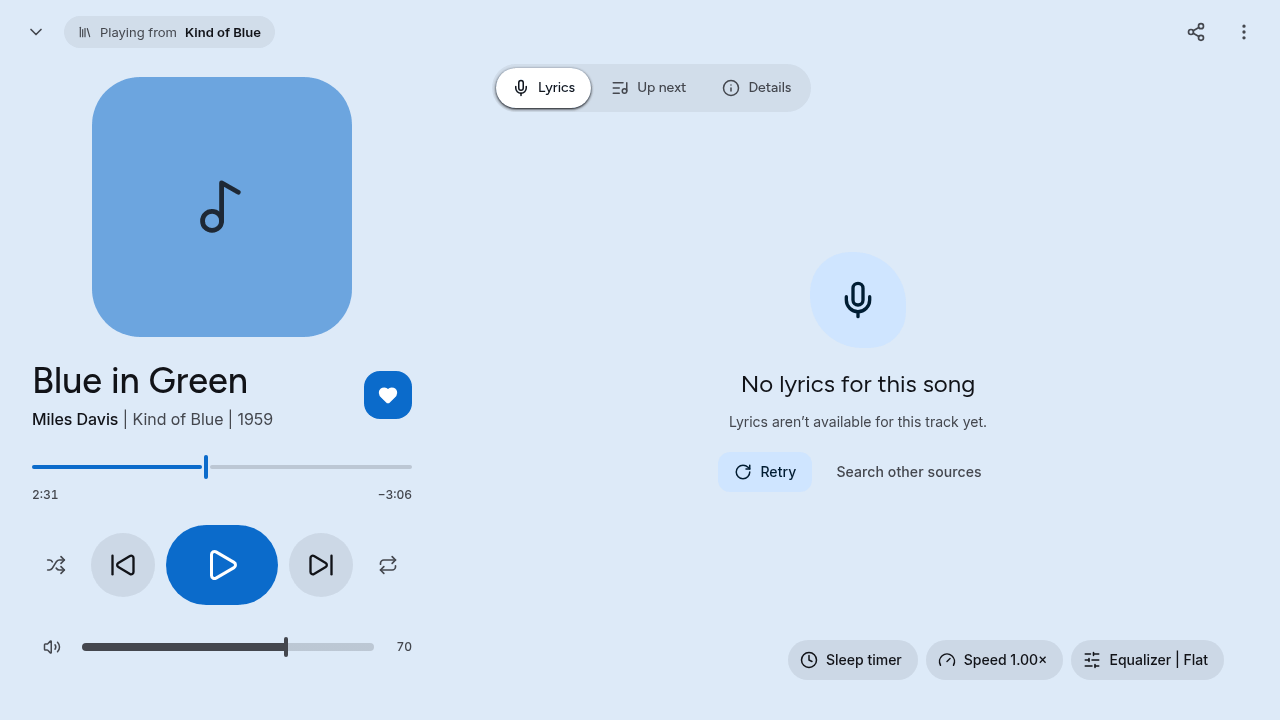 Playing from Kind of Blue
Lyrics
Up next
Details
Blue in Green
Miles Davis | Kind of Blue | 1959
2:31
−3:06
70
No lyrics for this song
Lyrics aren’t available for this track yet.
Retry
Search other sources
Sleep timer
Speed 1.00×
Equalizer | Flat